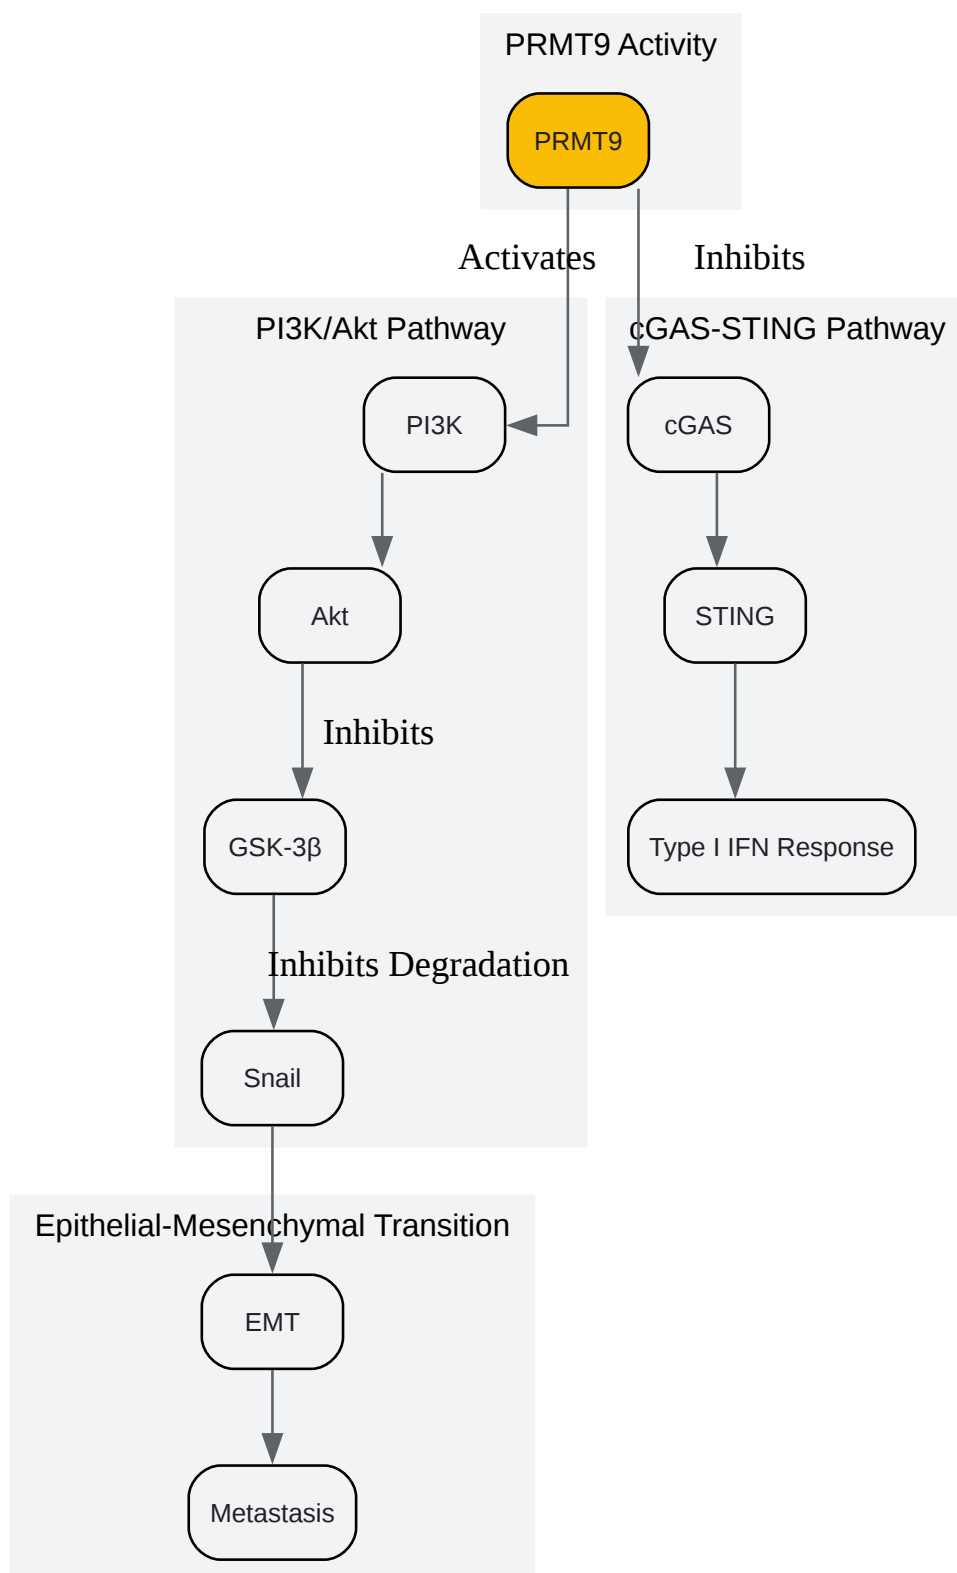 PRMT9 Activity
PRMT9
Activates
Inhibits
PI3K/Akt Pathway
cGAS-STING Pathway
PI3K
cGAS
Akt
STING
Inhibits
GSK-3β
Type I IFN Response
Inhibits Degradation
Snail
Epithelial-Mesenchymal Transition
EMT
Metastasis